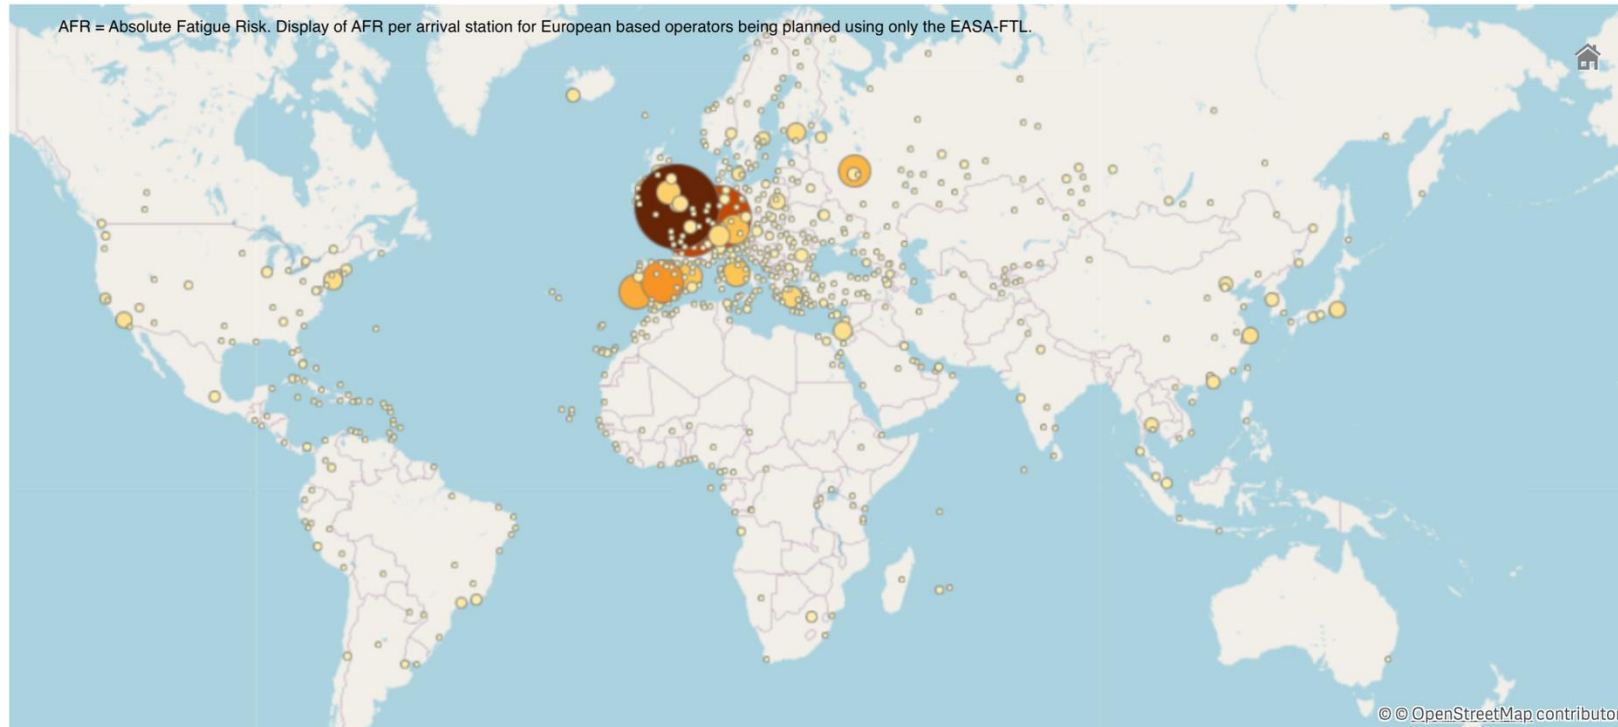 AFR = Absolute Fatigue Risk. Display of AFR per arrival station for European based operators being planned using only the EASA-FTL.
© © OpenStreetMap contributo